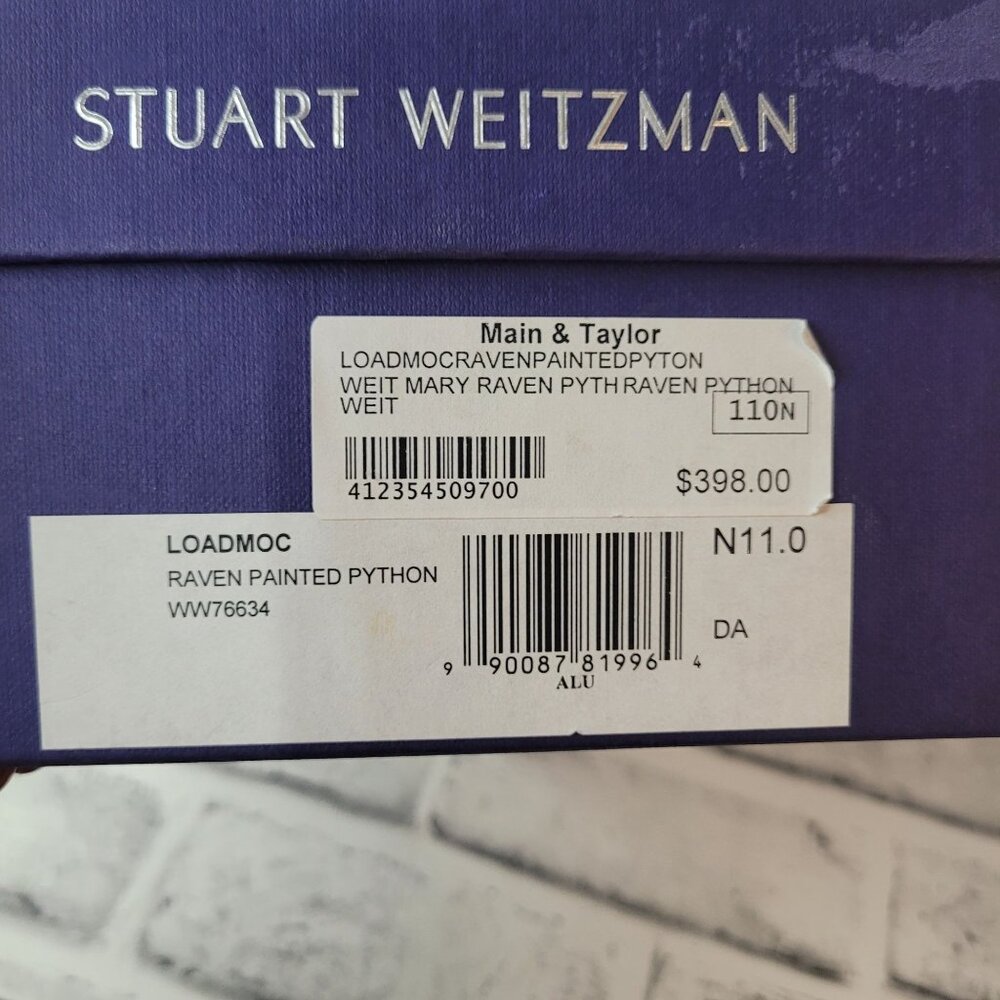 STUART WEITZMAN
Main & Taylor
LOADMOCRAVENPAINTEDPYTON
WEIT MARY RAVEN PYTH RAVEN PYTHON
WEIT
110N
412354509700
$398.00
LOADMOC
N11.0
RAVEN PAINTED PYTHON
WW76634
DA
9 90087 81996 4
ALU